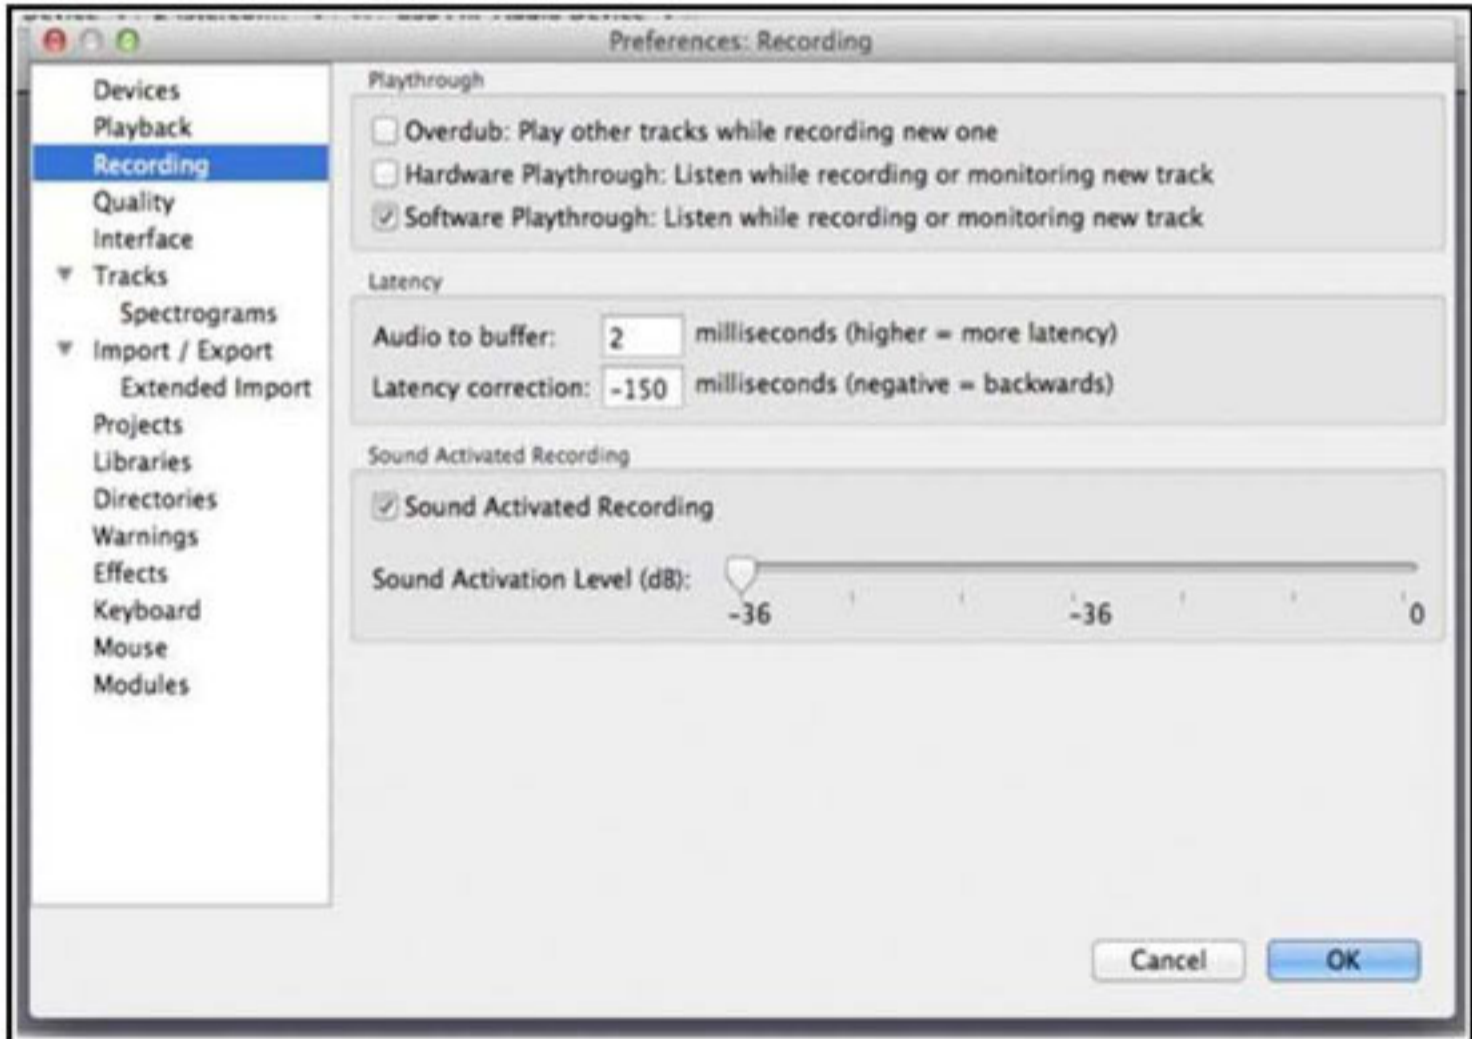 Preferences: Recording
Devices
Playback
Recording
Quality
Interface
Tracks
Spectrograms
Import / Export
Extended Import
Projects
Libraries
Directories
Warnings
Effects
Keyboard
Mouse
Modules
Playthrough
Overdub: Play other tracks while recording new one
Hardware Playthrough: Listen while recording or monitoring new track
Software Playthrough: Listen while recording or monitoring new track
Latency
Audio to buffer: 2 milliseconds (higher = more latency)
Latency correction: -150 milliseconds (negative = backwards)
Sound Activated Recording
Sound Activated Recording
Sound Activation Level (dB):
-36 -36 0
Cancel OK